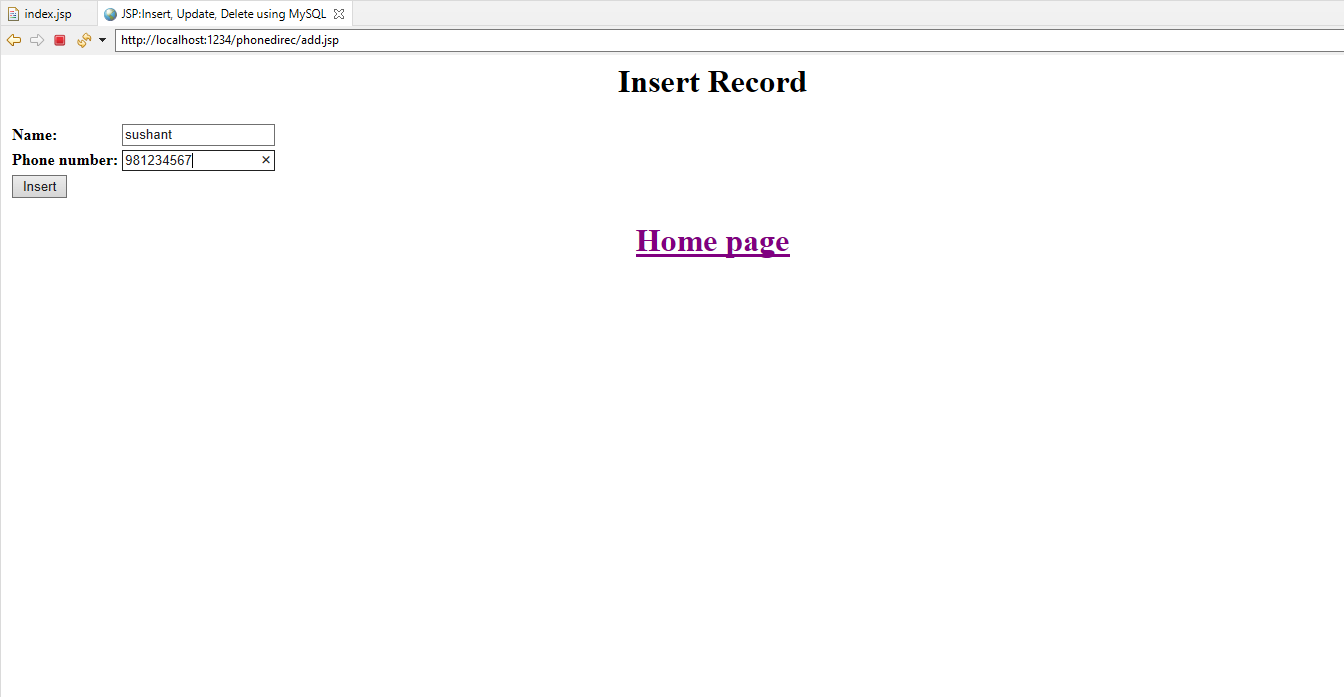 index.jsp JSP:Insert, Update, Delete using MySQL
http://localhost:1234/phonedirec/add.jsp
Insert Record
Name: sushant
Phone number: 981234567
Insert
Home page